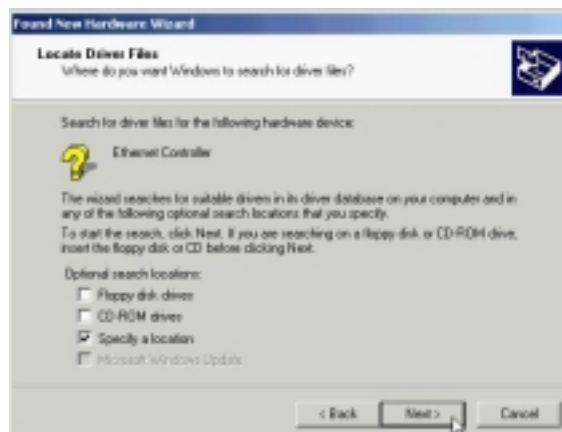 Found New Hardware Wizard
Locate Driver Files
Where do you want Windows to search for driver files?
Search for driver files for the following hardware device:
Ethernet Controller
The wizard searches for suitable drivers in its driver database on your computer and in
any of the following optional search locations that you specify.
To start the search, click Next. If you are searching on a floppy disk or CD-ROM drive,
insert the floppy disk or CD before clicking Next.
Optional search locations:
Floppy disk drives
CD-ROM drives
Specify a location
Microsoft Windows Update
< Back
Next >
Cancel